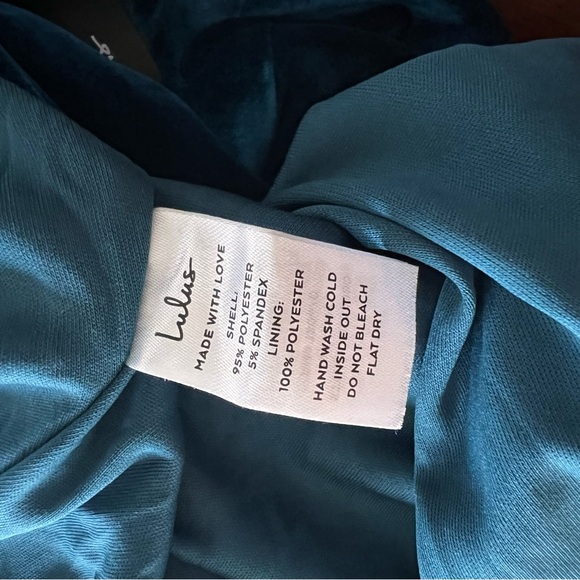 Lulus
MADE WITH LOVE
SHELL:
95% POLYESTER
5% SPANDEX
LINING:
100% POLYESTER
HAND WASH COLD
INSIDE OUT
DO NOT BLEACH
FLAT DRY